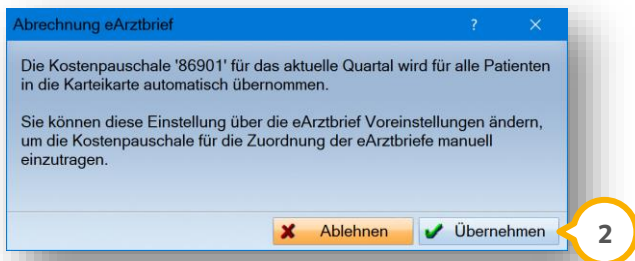 Abrechnung eArztbrief ? ×
Die Kostenpauschale '86901' für das aktuelle Quartal wird für alle Patienten
in die Karteikarte automatisch übernommen.
Sie können diese Einstellung über die eArztbrief Voreinstellungen ändern,
um die Kostenpauschale für die Zuordnung der eArztbriefe manuell
einzutragen.
Ablehnen Übernehmen 2